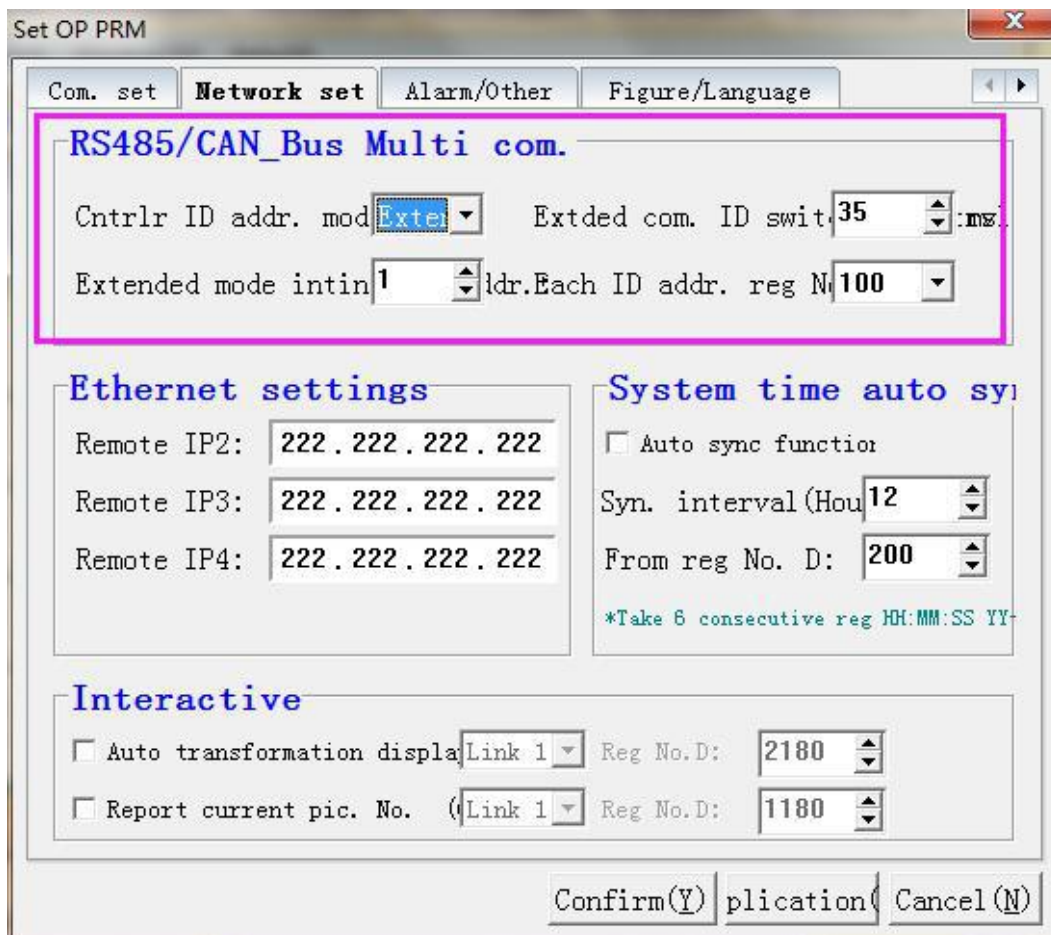 Set OP PRM
Com. set Network set Alarm/Other Figure/Language
RS485/CAN_Bus Multi com.
Cntrlr ID addr. mod Exter Extded com. ID swit 35 :ms
Extended mode intin 1 ddr. Each ID addr. reg N 100
Ethernet settings
Remote IP2: 222 . 222 . 222 . 222
Remote IP3: 222 . 222 . 222 . 222
Remote IP4: 222 . 222 . 222 . 222
System time auto sy
Auto sync function
Syn. interval(Hou 12
From reg No. D: 200
*Take 6 consecutive reg HH:MM:SS YY-
Interactive
Auto transformation displa Link 1 Reg No.D: 2180
Report current pic. No. ( Link 1 Reg No.D: 1180
Confirm(Y) plication( Cancel(N)